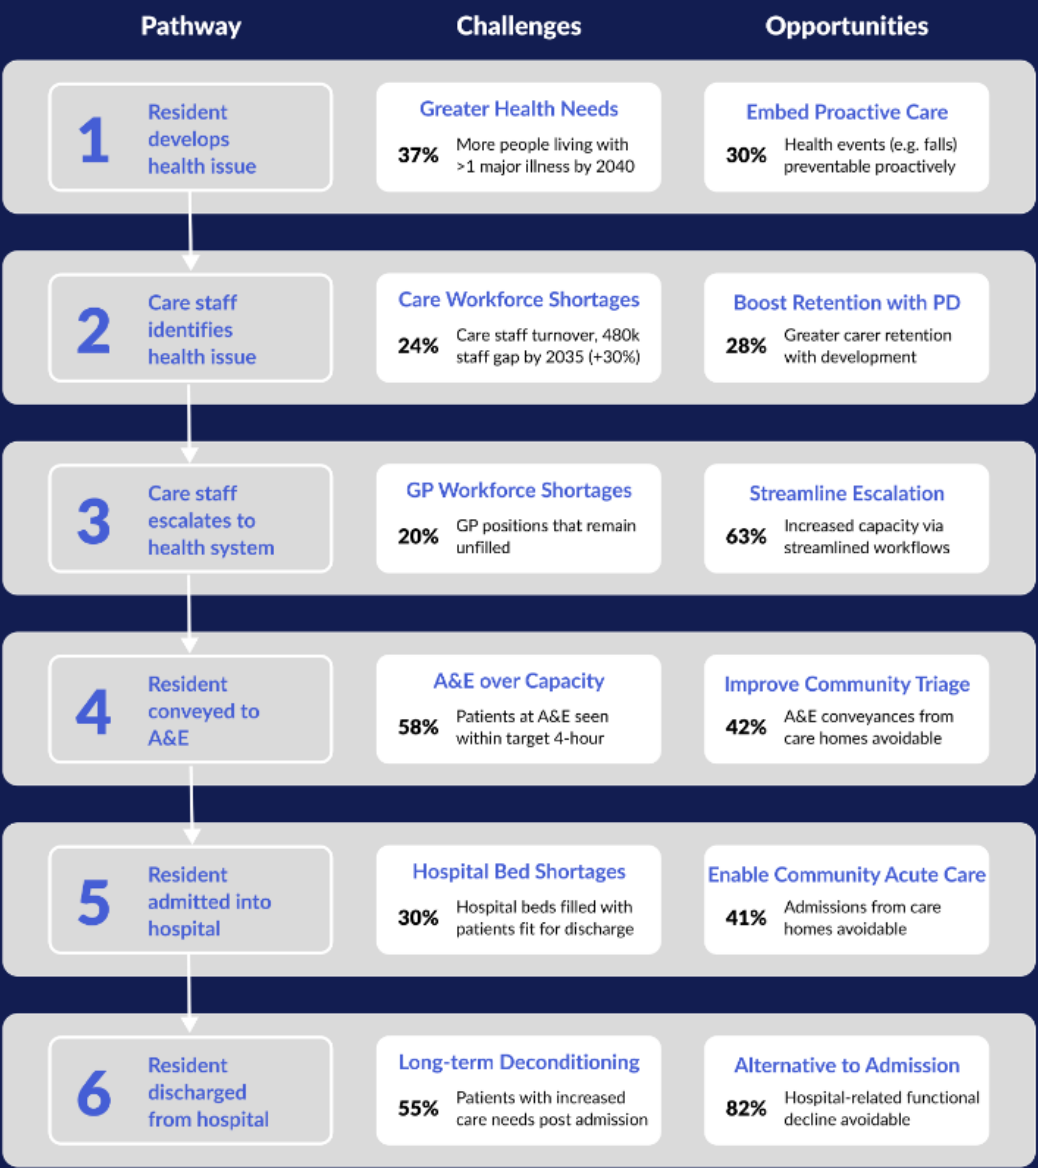 Pathway
Challenges
Opportunities
1
Resident
develops
health issue
Greater Health Needs
37%
More people living with
>1 major illness by 2040
Embed Proactive Care
30%
Health events (e.g. falls)
preventable proactively
2
Care staff
identifies
health issue
Care Workforce Shortages
24%
Care staff turnover, 480k
staff gap by 2035 (+30%)
Boost Retention with PD
28%
Greater carer retention
with development
3
Care staff
escalates to
health system
GP Workforce Shortages
20%
GP positions that remain
unfilled
Streamline Escalation
63%
Increased capacity via
streamlined workflows
4
Resident
conveyed to
A&E
A&E over Capacity
58%
Patients at A&E seen
within target 4-hour
Improve Community Triage
42%
A&E conveyances from
care homes avoidable
5
Resident
admitted into
hospital
Hospital Bed Shortages
30%
Hospital beds filled with
patients fit for discharge
Enable Community Acute Care
41%
Admissions from care
homes avoidable
6
Resident
discharged
from hospital
Long-term Deconditioning
55%
Patients with increased
care needs post admission
Alternative to Admission
82%
Hospital-related functional
decline avoidable